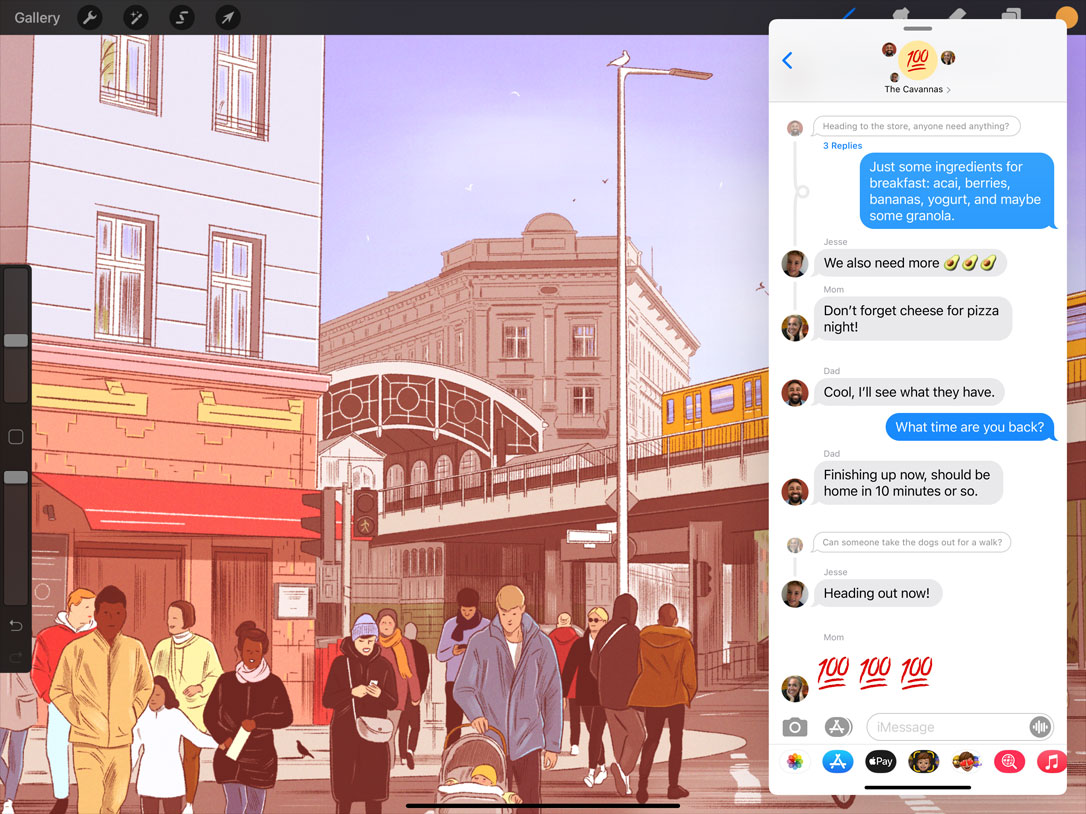 Gallery
100
The Cavannas >
Heading to the store, anyone need anything?
3 Replies
Just some ingredients for
breakfast: acai, berries,
bananas, yogurt, and maybe
some granola.
Jesse
We also need more 🥑🥑🥑
Mom
Don’t forget cheese for pizza
night!
Dad
Cool, I’ll see what they have.
What time are you back?
Dad
Finishing up now, should be
home in 10 minutes or so.
Can someone take the dogs out for a walk?
Jesse
Heading out now!
Mom
💯 💯 💯
iMessage
Pay